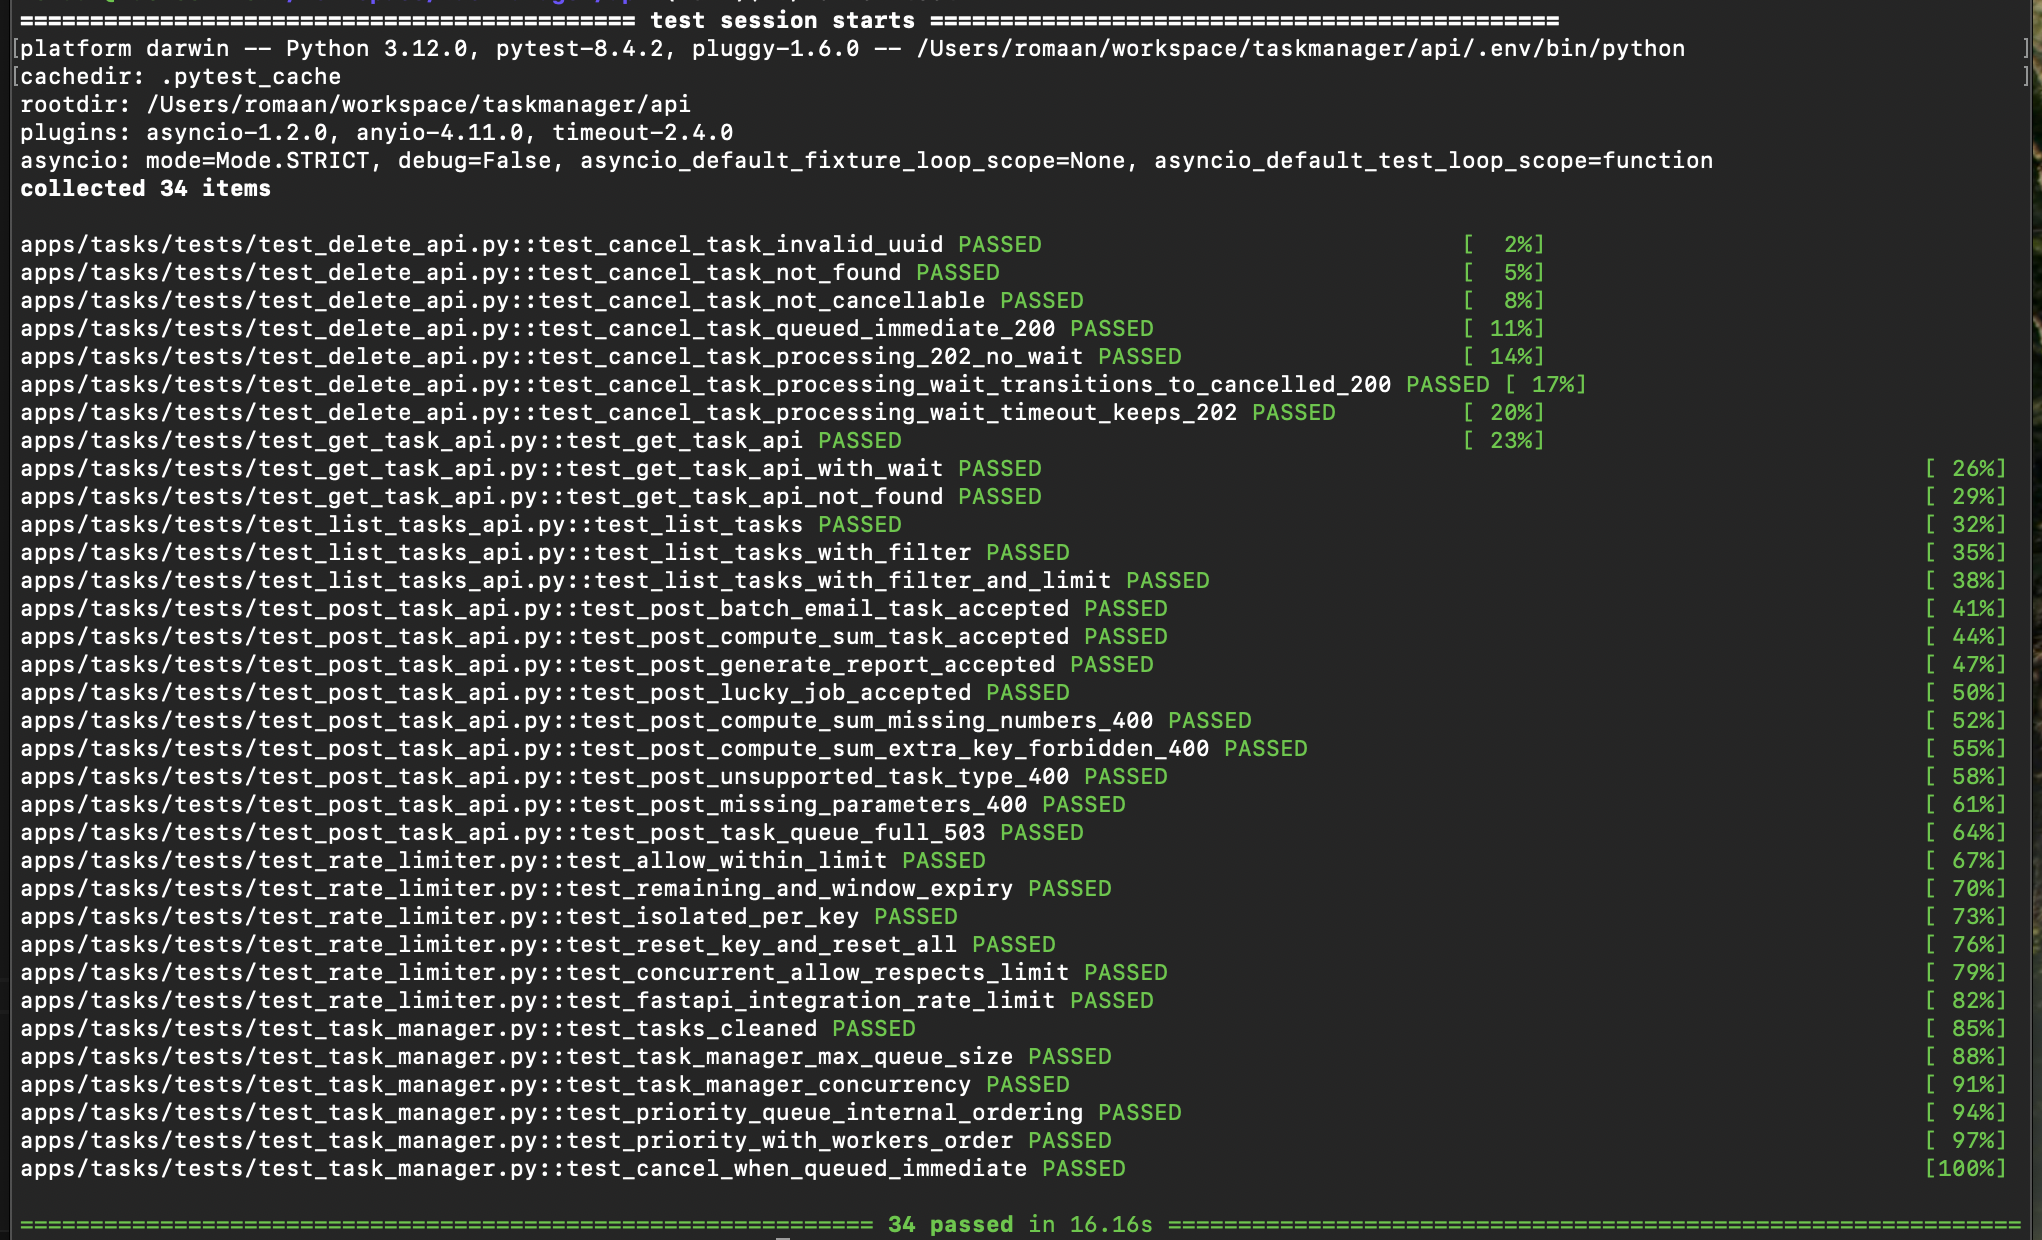 ======================================== test session starts =========================================
[platform darwin -- Python 3.12.0, pytest-8.4.2, pluggy-1.6.0 -- /Users/romaan/workspace/taskmanager/api/.env/bin/python ]
[cachedir: .pytest_cache ]
rootdir: /Users/romaan/workspace/taskmanager/api
plugins: asyncio-1.2.0, anyio-4.11.0, timeout-2.4.0
asyncio: mode=Mode.STRICT, debug=False, asyncio_default_fixture_loop_scope=None, asyncio_default_test_loop_scope=function
collected 34 items
apps/tasks/tests/test_delete_api.py::test_cancel_task_invalid_uuid PASSED [  2%]
apps/tasks/tests/test_delete_api.py::test_cancel_task_not_found PASSED [  5%]
apps/tasks/tests/test_delete_api.py::test_cancel_task_not_cancellable PASSED [  8%]
apps/tasks/tests/test_delete_api.py::test_cancel_task_queued_immediate_200 PASSED [ 11%]
apps/tasks/tests/test_delete_api.py::test_cancel_task_processing_202_no_wait PASSED [ 14%]
apps/tasks/tests/test_delete_api.py::test_cancel_task_processing_wait_transitions_to_cancelled_200 PASSED [ 17%]
apps/tasks/tests/test_delete_api.py::test_cancel_task_processing_wait_timeout_keeps_202 PASSED [ 20%]
apps/tasks/tests/test_get_task_api.py::test_get_task_api PASSED [ 23%]
apps/tasks/tests/test_get_task_api.py::test_get_task_api_with_wait PASSED [ 26%]
apps/tasks/tests/test_get_task_api.py::test_get_task_api_not_found PASSED [ 29%]
apps/tasks/tests/test_list_tasks_api.py::test_list_tasks PASSED [ 32%]
apps/tasks/tests/test_list_tasks_api.py::test_list_tasks_with_filter PASSED [ 35%]
apps/tasks/tests/test_list_tasks_api.py::test_list_tasks_with_filter_and_limit PASSED [ 38%]
apps/tasks/tests/test_post_task_api.py::test_post_batch_email_task_accepted PASSED [ 41%]
apps/tasks/tests/test_post_task_api.py::test_post_compute_sum_task_accepted PASSED [ 44%]
apps/tasks/tests/test_post_task_api.py::test_post_generate_report_accepted PASSED [ 47%]
apps/tasks/tests/test_post_task_api.py::test_post_lucky_job_accepted PASSED [ 50%]
apps/tasks/tests/test_post_task_api.py::test_post_compute_sum_missing_numbers_400 PASSED [ 52%]
apps/tasks/tests/test_post_task_api.py::test_post_compute_sum_extra_key_forbidden_400 PASSED [ 55%]
apps/tasks/tests/test_post_task_api.py::test_post_unsupported_task_type_400 PASSED [ 58%]
apps/tasks/tests/test_post_task_api.py::test_post_missing_parameters_400 PASSED [ 61%]
apps/tasks/tests/test_post_task_api.py::test_post_task_queue_full_503 PASSED [ 64%]
apps/tasks/tests/test_rate_limiter.py::test_allow_within_limit PASSED [ 67%]
apps/tasks/tests/test_rate_limiter.py::test_remaining_and_window_expiry PASSED [ 70%]
apps/tasks/tests/test_rate_limiter.py::test_isolated_per_key PASSED [ 73%]
apps/tasks/tests/test_rate_limiter.py::test_reset_key_and_reset_all PASSED [ 76%]
apps/tasks/tests/test_rate_limiter.py::test_concurrent_allow_respects_limit PASSED [ 79%]
apps/tasks/tests/test_rate_limiter.py::test_fastapi_integration_rate_limit PASSED [ 82%]
apps/tasks/tests/test_task_manager.py::test_tasks_cleaned PASSED [ 85%]
apps/tasks/tests/test_task_manager.py::test_task_manager_max_queue_size PASSED [ 88%]
apps/tasks/tests/test_task_manager.py::test_task_manager_concurrency PASSED [ 91%]
apps/tasks/tests/test_task_manager.py::test_priority_queue_internal_ordering PASSED [ 94%]
apps/tasks/tests/test_task_manager.py::test_priority_with_workers_order PASSED [ 97%]
apps/tasks/tests/test_task_manager.py::test_cancel_when_queued_immediate PASSED [100%]
============================================================= 34 passed in 16.16s =============================================================